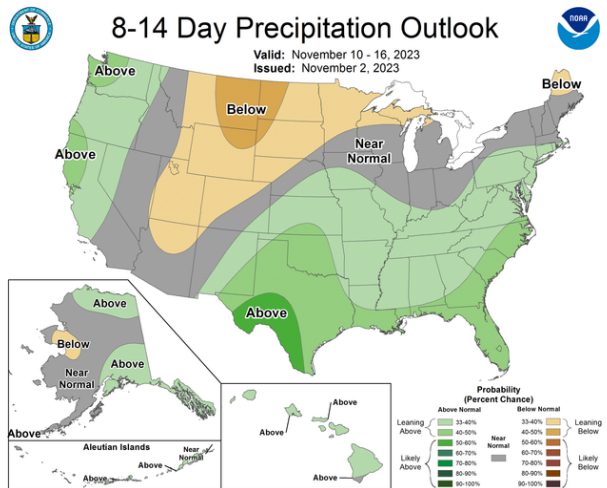 8-14 Day Precipitation Outlook
Valid: November 10 - 16, 2023
Issued: November 2, 2023
NOAA
Above
Below
Below
Above
Near
Normal
Above
Above
Below
Above
Near
Normal
Above
Aleutian Islands
Near
Normal
Above
Above
Above
Above
Above
Probability
(Percent Chance)
Above Normal
Below Normal
Leaning
Above
33-40%
40-50%
Likely
Above
50-60%
60-70%
70-80%
80-90%
90-100%
Near
Normal
33-40%
40-50%
Leaning
Below
50-60%
60-70%
70-80%
80-90%
90-100%
Likely
Below